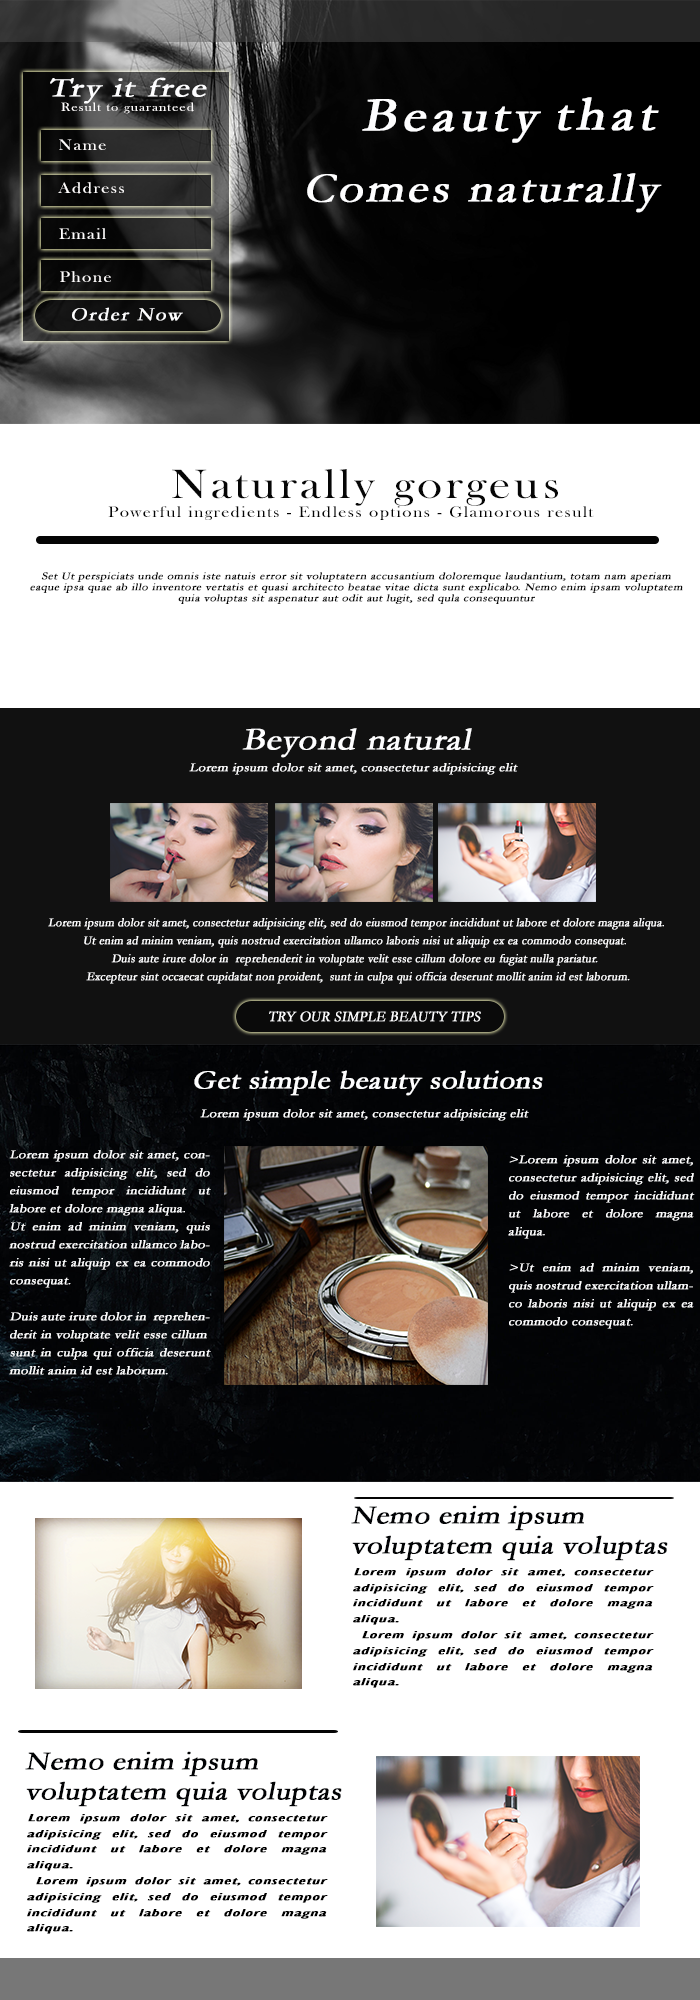 Try it free
Result to guaranteed
Name
Address
Email
Phone
Order Now
Beauty that
Comes naturally
Naturally gorgeus
Powerful ingredients - Endless options - Glamorous result
Set Ut perspiciats unde omnis iste natuis error sit voluptatern accusantium doloremque laudantium, totam nam aperiam
eaque ipsa quae ab illo inventore vertatis et quasi architecto beatae vitae dicta sunt explicabo. Nemo enim ipsam voluptatem
quia voluptas sit aspenatur aut odit aut lugit, sed qula consequuntur
Beyond natural
Lorem ipsum dolor sit amet, consectetur adipisicing elit
Lorem ipsum dolor sit amet, consectetur adipisicing elit, sed do eiusmod tempor incididunt ut labore et dolore magna aliqua.
Ut enim ad minim veniam, quis nostrud exercitation ullamco laboris nisi ut aliquip ex ea commodo consequat.
Duis aute irure dolor in reprehenderit in voluptate velit esse cillum dolore eu fugiat nulla pariatur.
Excepteur sint occaecat cupidatat non proident, sunt in culpa qui officia deserunt mollit anim id est laborum.
TRY OUR SIMPLE BEAUTY TIPS
Get simple beauty solutions
Lorem ipsum dolor sit amet, consectetur adipisicing elit
Lorem ipsum dolor sit amet, con-
sectetur adipisicing elit, sed do
eiusmod tempor incididunt ut
labore et dolore magna aliqua.
Ut enim ad minim veniam, quis
nostrud exercitation ullamco labo-
ris nisi ut aliquip ex ea commodo
consequat.
Duis aute irure dolor in reprehen-
derit in voluptate velit esse cillum
sunt in culpa qui officia deserunt
mollit anim id est laborum.
>Lorem ipsum dolor sit amet,
consectetur adipisicing elit, sed
do eiusmod tempor incididunt
ut labore et dolore magna
aliqua.
>Ut enim ad minim veniam,
quis nostrud exercitation ullam-
co laboris nisi ut aliquip ex ea
commodo consequat.
Nemo enim ipsum
voluptatem quia voluptas
Lorem ipsum dolor sit amet, consectetur
adipisicing elit, sed do eiusmod tempor
incididunt ut labore et dolore magna
aliqua.
Lorem ipsum dolor sit amet, consectetur
adipisicing elit, sed do eiusmod tempor
incididunt ut labore et dolore magna
aliqua.
Nemo enim ipsum
voluptatem quia voluptas
Lorem ipsum dolor sit amet, consectetur
adipisicing elit, sed do eiusmod tempor
incididunt ut labore et dolore magna
aliqua.
Lorem ipsum dolor sit amet, consectetur
adipisicing elit, sed do eiusmod tempor
incididunt ut labore et dolore magna
aliqua.